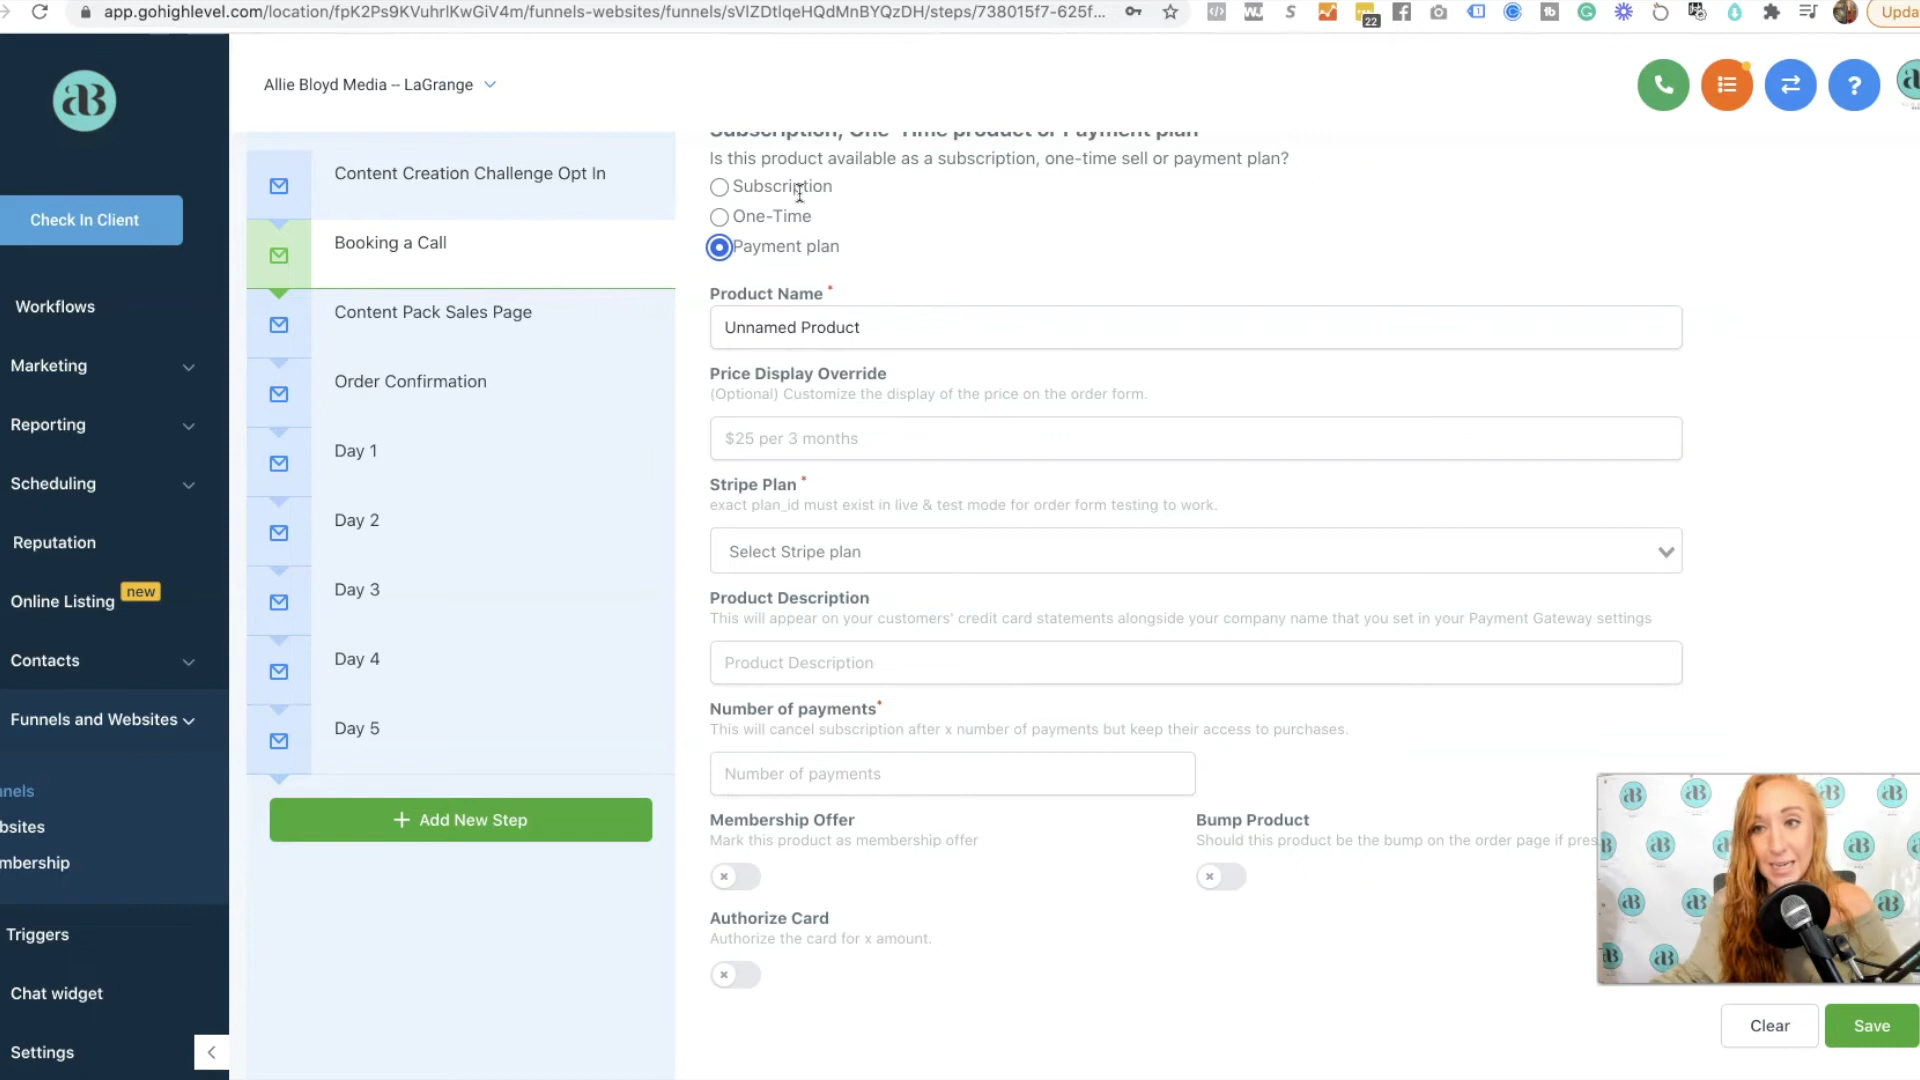 app.gohighlevel.com/location/fpK2Ps9KVuhrlKwGiV4m/funnels-websites/funnels/sVlZDtlqeHQdMnBYQzDH/steps/738015f7-625f...
22
Upda
aB
Allie Bloyd Media – LaGrange
Check In Client
Workflows
Marketing
Reporting
Scheduling
Reputation
Online Listing
new
Contacts
Funnels and Websites
nnels
bsites
mbership
Triggers
Chat widget
Settings
Content Creation Challenge Opt In
Booking a Call
Content Pack Sales Page
Order Confirmation
Day 1
Day 2
Day 3
Day 4
Day 5
+ Add New Step
Subscription, One-Time product or Payment plan
Is this product available as a subscription, one-time sell or payment plan?
Subscription
One-Time
Payment plan
Product Name *
Unnamed Product
Price Display Override
(Optional) Customize the display of the price on the order form.
$25 per 3 months
Stripe Plan *
exact plan_id must exist in live & test mode for order form testing to work.
Select Stripe plan
Product Description
This will appear on your customers' credit card statements alongside your company name that you set in your Payment Gateway settings
Product Description
Number of payments*
This will cancel subscription after x number of payments but keep their access to purchases.
Number of payments
Membership Offer
Mark this product as membership offer
Bump Product
Should this product be the bump on the order page if pres
Authorize Card
Authorize the card for x amount.
Clear
Save